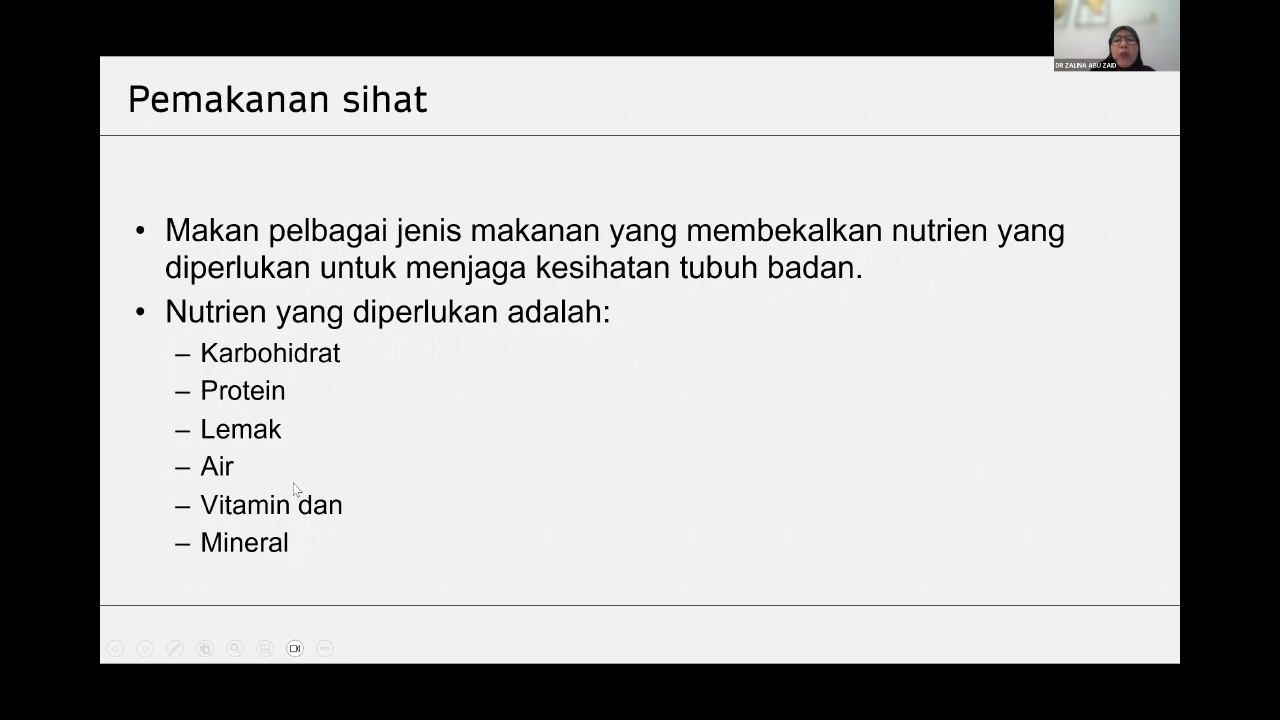 DR ZALINA ABU ZAID
Pemakanan sihat
• Makan pelbagai jenis makanan yang membekalkan nutrien yang
diperlukan untuk menjaga kesihatan tubuh badan.
• Nutrien yang diperlukan adalah:
– Karbohidrat
– Protein
– Lemak
– Air
– Vitamin dan
– Mineral